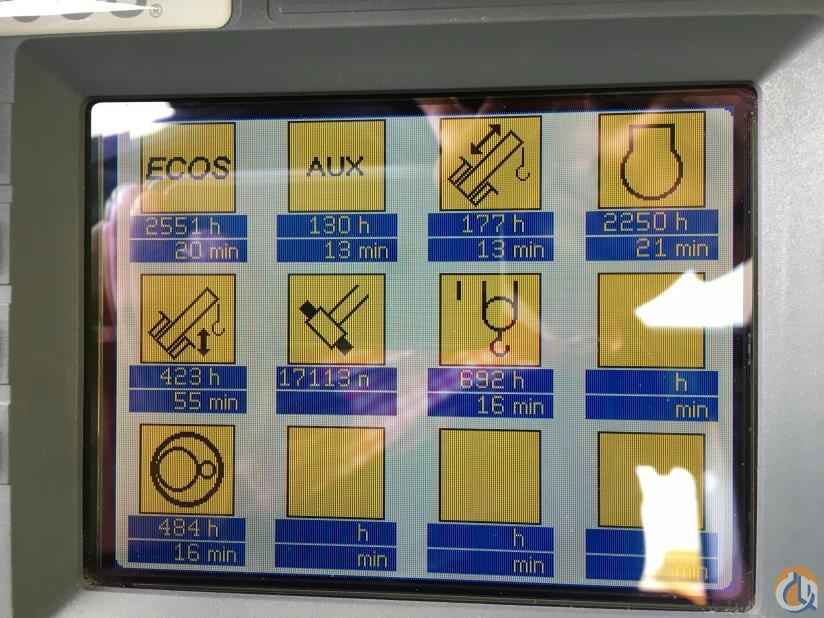 ECOS
AUX
2551 h
130 h
177 h
2250 h
20 min
13 min
13 min
21 min
423 h
17113 n
692 h
h
55 min
16 min
min
484 h
h
h
16 min
min
min
min